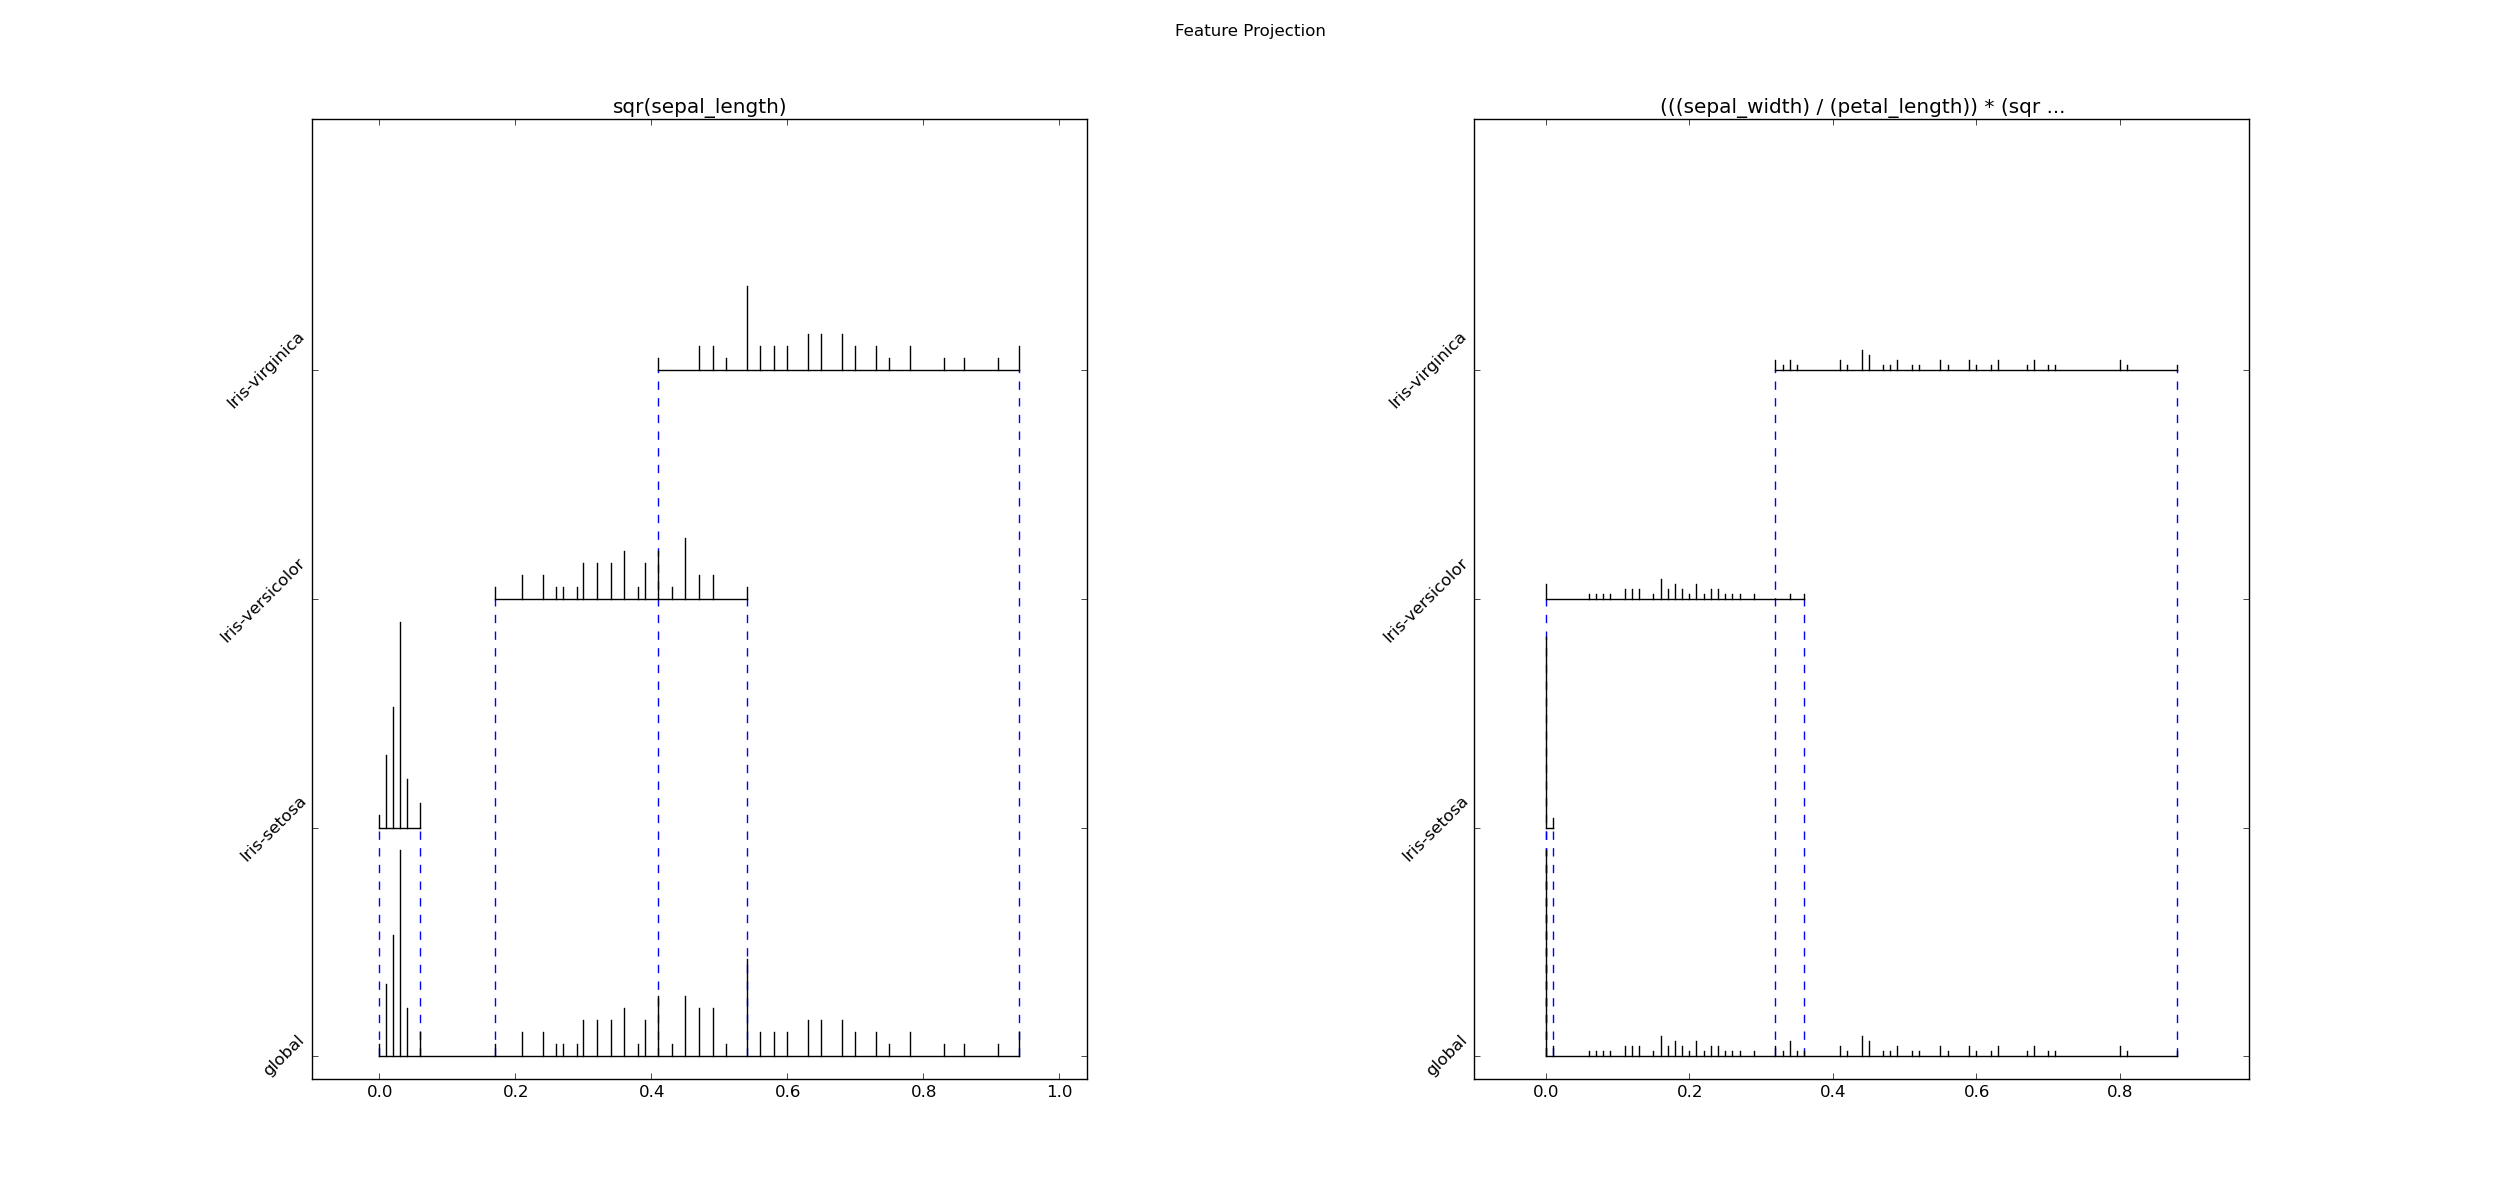 Feature Projection
sqr(sepal_length)
Iris-virginica
Iris-versicolor
Iris-setosa
global
0.0 0.2 0.4 0.6 0.8 1.0
(((sepal_width) / (petal_length)) * (sqr ...
Iris-virginica
Iris-versicolor
Iris-setosa
global
0.0 0.2 0.4 0.6 0.8